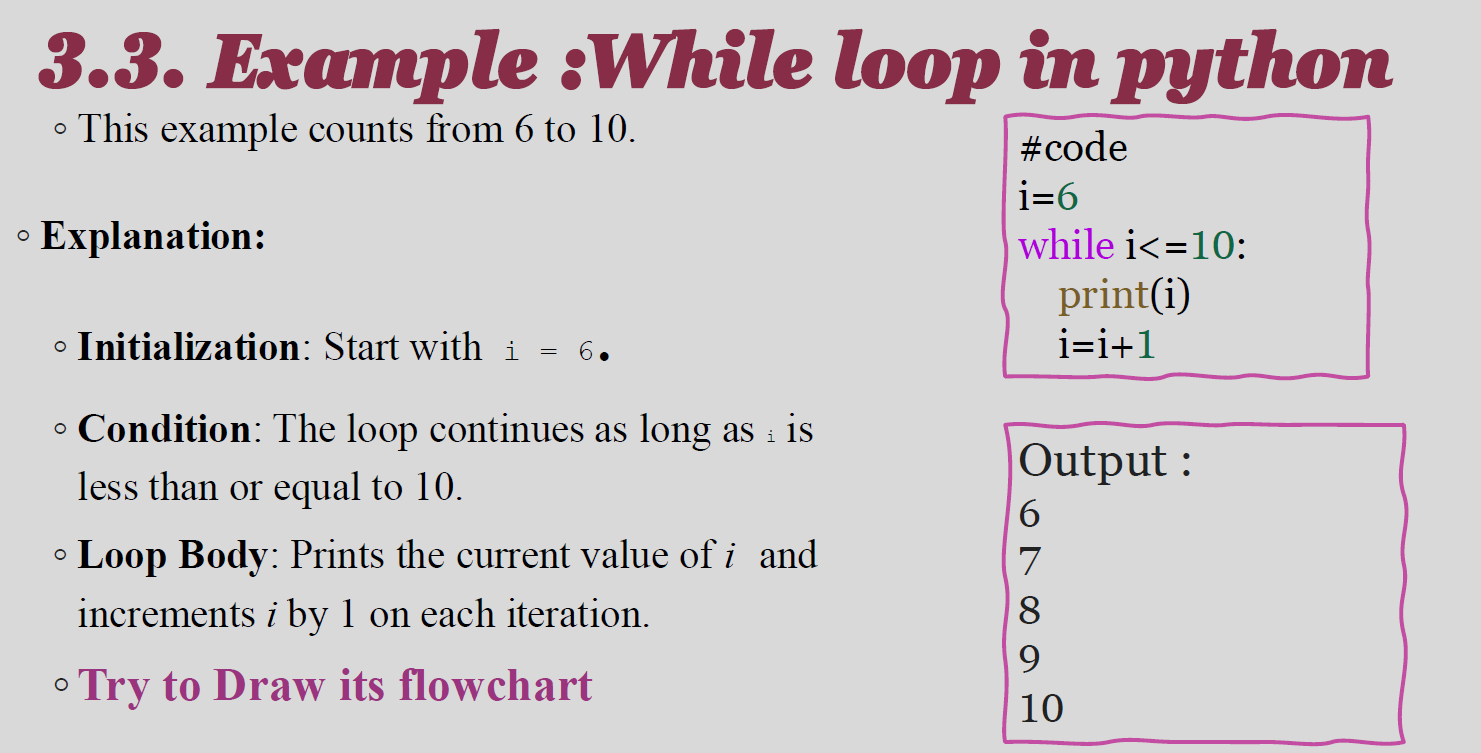 3.3. Example :While loop in python
◦ This example counts from 6 to 10.
◦ Explanation:
◦ Initialization: Start with i = 6.
◦ Condition: The loop continues as long as i is
less than or equal to 10.
◦ Loop Body: Prints the current value of i and
increments i by 1 on each iteration.
◦ Try to Draw its flowchart
#code
i=6
while i<=10:
    print(i)
    i=i+1
Output :
6
7
8
9
10